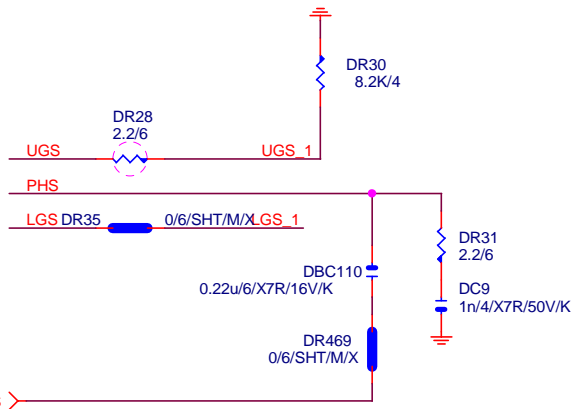 DR30
8.2K/4
DR28
2.2/6
UGS
UGS_1
PHS
LGS
DR35
0/6/SHT/M/X
LGS_1
DR31
2.2/6
DBC110
0.22u/6/X7R/16V/K
DC9
1n/4/X7R/50V/K
DR469
0/6/SHT/M/X